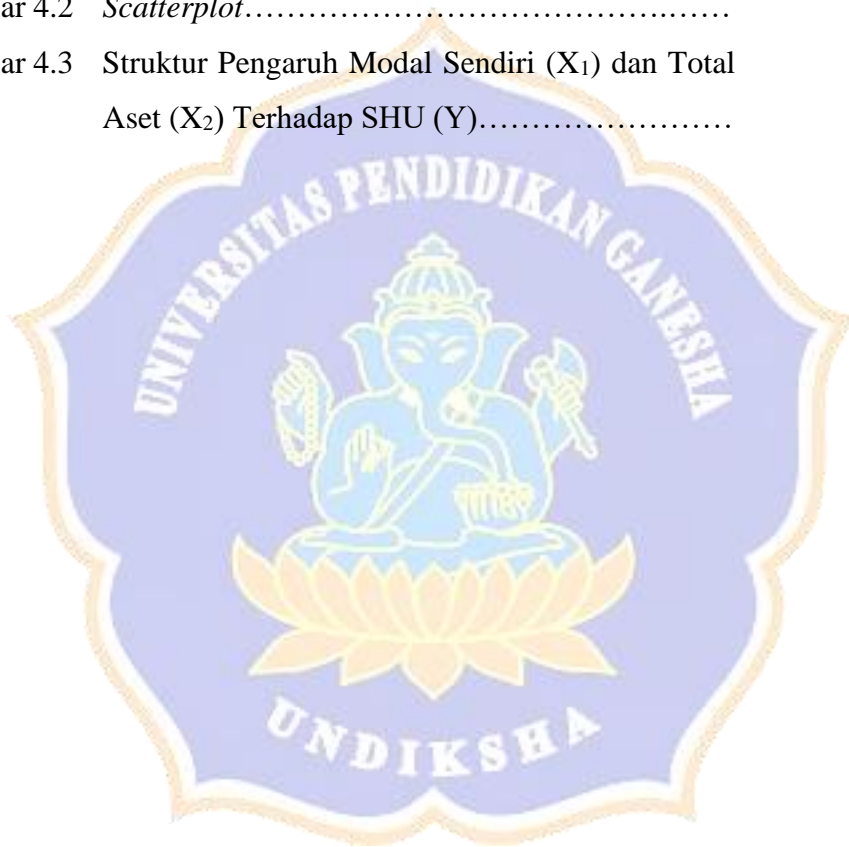 ar 4.2 Scatterplot……………………………………….……
ar 4.3 Struktur Pengaruh Modal Sendiri (X₁) dan Total
Aset (X₂) Terhadap SHU (Y)……………………
UNIVERSITAS PENDIDIKAN GANESHA
UNDIKSHA